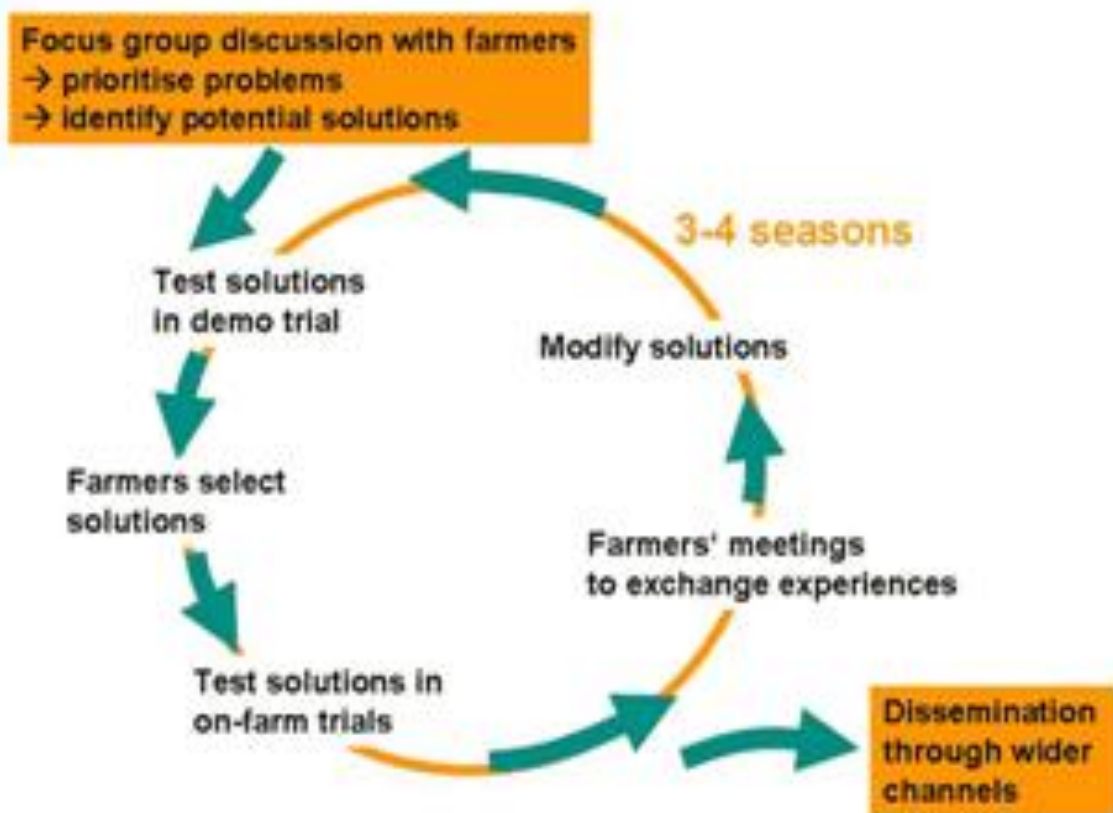 Focus group discussion with farmers
→ prioritise problems
→ identify potential solutions
3-4 seasons
Test solutions
in demo trial
Modify solutions
Farmers select
solutions
Farmers‘ meetings
to exchange experiences
Test solutions in
on-farm trials
Dissemination
through wider
channels